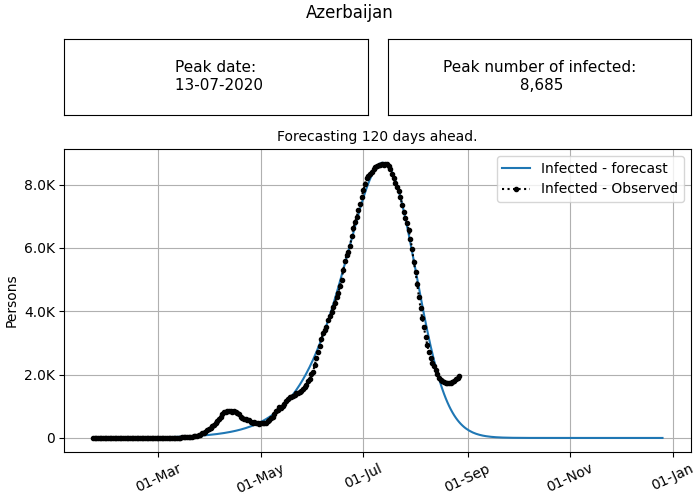 Azerbaijan
Peak date:
13-07-2020
Peak number of infected:
8,685
Forecasting 120 days ahead.
Infected - forecast
Infected - Observed
Persons
8.0K
6.0K
4.0K
2.0K
0
01-Mar
01-May
01-Jul
01-Sep
01-Nov
01-Jan